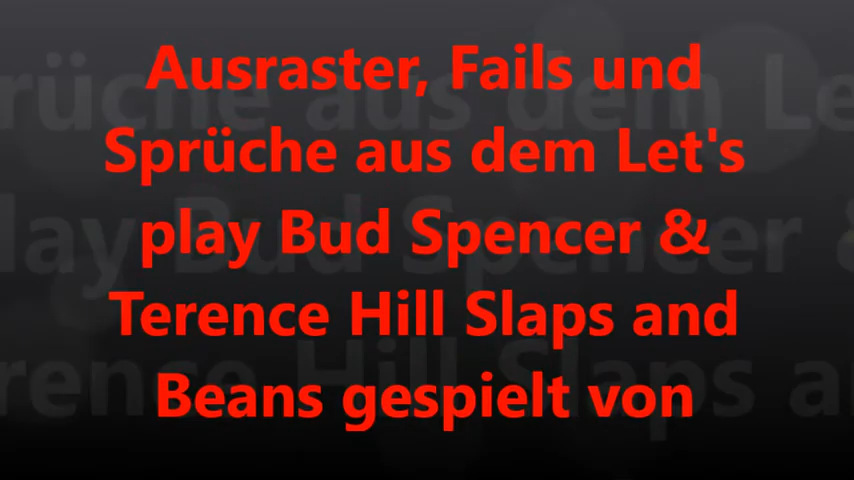 Ausraster, Fails und
Sprüche aus dem Let's
play Bud Spencer &
Terence Hill Slaps and
Beans gespielt von